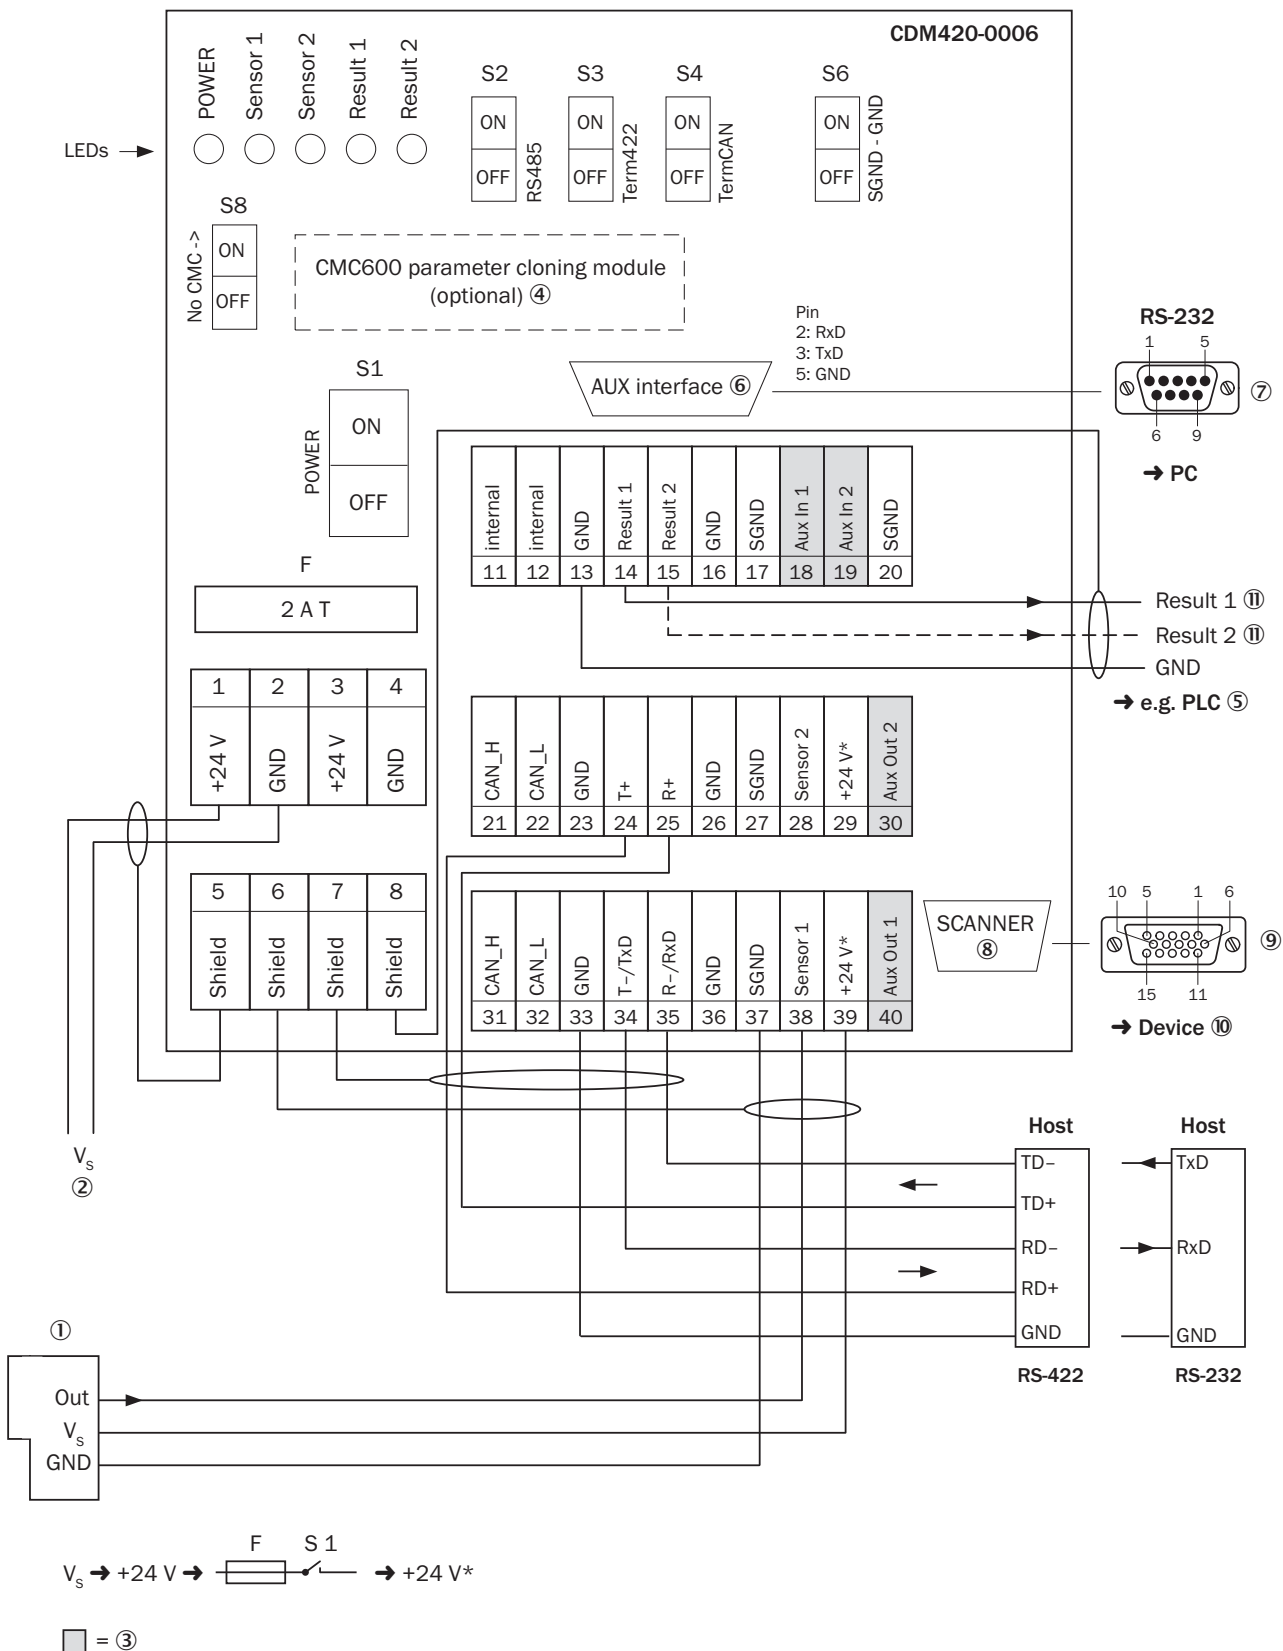 CDM420-0006
LEDs
POWER
Sensor 1
Sensor 2
Result 1
Result 2
S2
ON
OFF
RS485
S3
ON
OFF
Term422
S4
ON
OFF
TermCAN
S6
ON
OFF
SGND - GND
S8
No CMC ->
ON
OFF
CMC600 parameter cloning module
(optional) ④
S1
POWER
ON
OFF
AUX interface ⑥
Pin
2: RxD
3: TxD
5: GND
RS-232
1 5
6 9
⑦
➔ PC
F
2 A T
internal internal GND Result 1 Result 2 GND SGND Aux In 1 Aux In 2 SGND
11 12 13 14 15 16 17 18 19 20
Result 1 ⑪
Result 2 ⑪
GND
➔ e.g. PLC ⑤
1 2 3 4
+24 V GND +24 V GND
CAN_H CAN_L GND T+ R+ GND SGND Sensor 2 +24 V* Aux Out 2
21 22 23 24 25 26 27 28 29 30
5 6 7 8
Shield Shield Shield Shield
CAN_H CAN_L GND T–/TxD R–/RxD GND SGND Sensor 1 +24 V* Aux Out 1
31 32 33 34 35 36 37 38 39 40
SCANNER
⑧
10 5 1 6
15 11
⑨
➔ Device ⑩
Vs
②
Host
TD–
TD+
RD–
RD+
GND
RS-422
Host
TxD
RxD
GND
RS-232
①
Out
Vs
GND
Vs ➔ +24 V ➔ F S 1 ➔ +24 V*
= ③